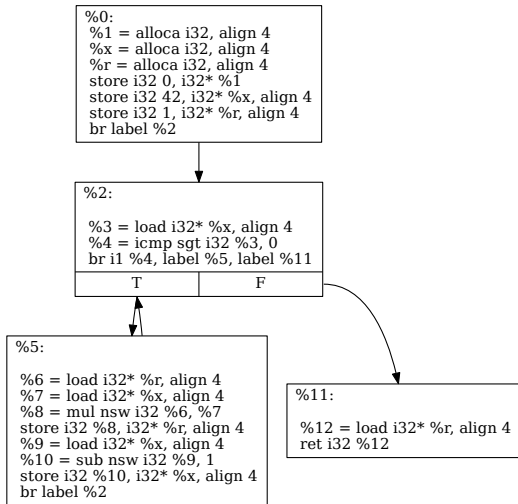 %0:
%1 = alloca i32, align 4
%x = alloca i32, align 4
%r = alloca i32, align 4
store i32 0, i32* %1
store i32 42, i32* %x, align 4
store i32 1, i32* %r, align 4
br label %2
%2:
%3 = load i32* %x, align 4
%4 = icmp sgt i32 %3, 0
br i1 %4, label %5, label %11
T
F
%5:
%6 = load i32* %r, align 4
%7 = load i32* %x, align 4
%8 = mul nsw i32 %6, %7
store i32 %8, i32* %r, align 4
%9 = load i32* %x, align 4
%10 = sub nsw i32 %9, 1
store i32 %10, i32* %x, align 4
br label %2
%11:
%12 = load i32* %r, align 4
ret i32 %12